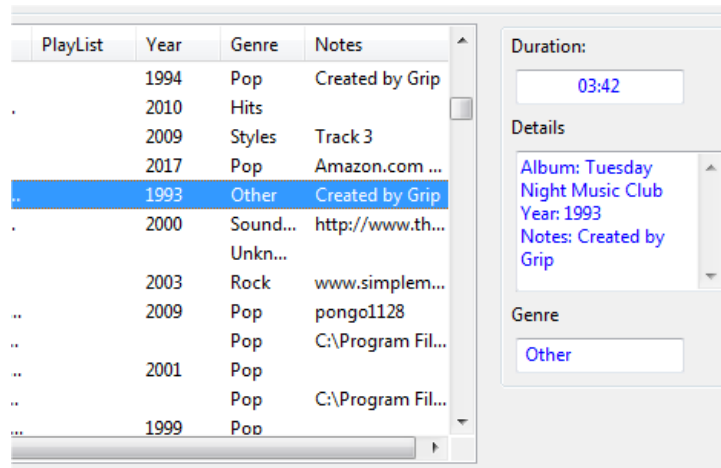 PlayList Year Genre Notes
1994 Pop Created by Grip
. 2010 Hits
2009 Styles Track 3
2017 Pop Amazon.com ...
.. 1993 Other Created by Grip
. 2000 Sound... http://www.th...
Unkn...
2003 Rock www.simplem...
.. 2009 Pop pongo1128
.. Pop C:\Program Fil...
.. 2001 Pop
.. Pop C:\Program Fil...
... 1999 Pop
Duration:
03:42
Details
Album: Tuesday
Night Music Club
Year: 1993
Notes: Created by
Grip
Genre
Other